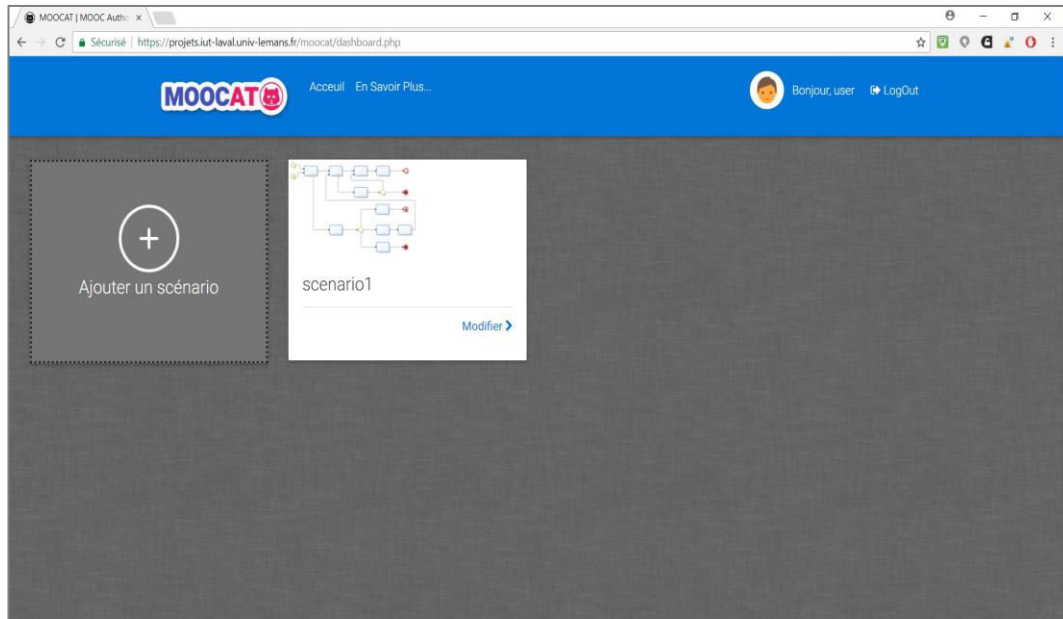 MOOCAT | MOOC Autho
Sécurisé | https://projets.iut-laval.univ-lemans.fr/moocat/dashboard.php
MOOCAT
Acceuil En Savoir Plus...
Bonjour, user LogOut
Ajouter un scénario
scenario1
Modifier